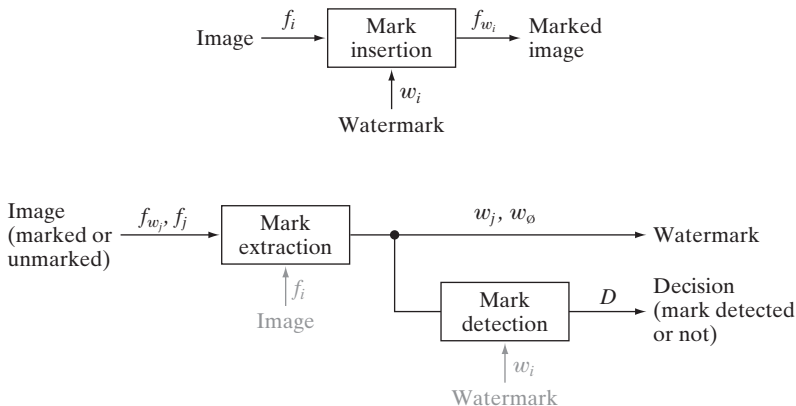 Image
f_i
Mark
insertion
f_{w_i}
Marked
image
w_i
Watermark
Image
(marked or
unmarked)
f_{w_j}, f_j
Mark
extraction
w_j, w_ø
Watermark
f_i
Image
Mark
detection
D
Decision
(mark detected
or not)
w_i
Watermark